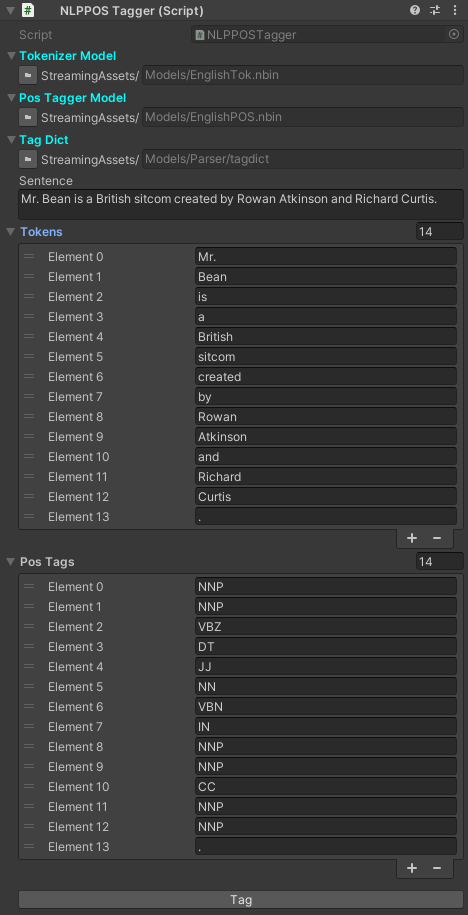 NLPPOS Tagger (Script)
Script NLPPOSTagger
Tokenizer Model
StreamingAssets/ Models/EnglishTok.nbin
Pos Tagger Model
StreamingAssets/ Models/EnglishPOS.nbin
Tag Dict
StreamingAssets/ Models/Parser/tagdict
Sentence
Mr. Bean is a British sitcom created by Rowan Atkinson and Richard Curtis.
Tokens 14
Element 0 Mr.
Element 1 Bean
Element 2 is
Element 3 a
Element 4 British
Element 5 sitcom
Element 6 created
Element 7 by
Element 8 Rowan
Element 9 Atkinson
Element 10 and
Element 11 Richard
Element 12 Curtis
Element 13 .
+ −
Pos Tags 14
Element 0 NNP
Element 1 NNP
Element 2 VBZ
Element 3 DT
Element 4 JJ
Element 5 NN
Element 6 VBN
Element 7 IN
Element 8 NNP
Element 9 NNP
Element 10 CC
Element 11 NNP
Element 12 NNP
Element 13 .
+ −
Tag